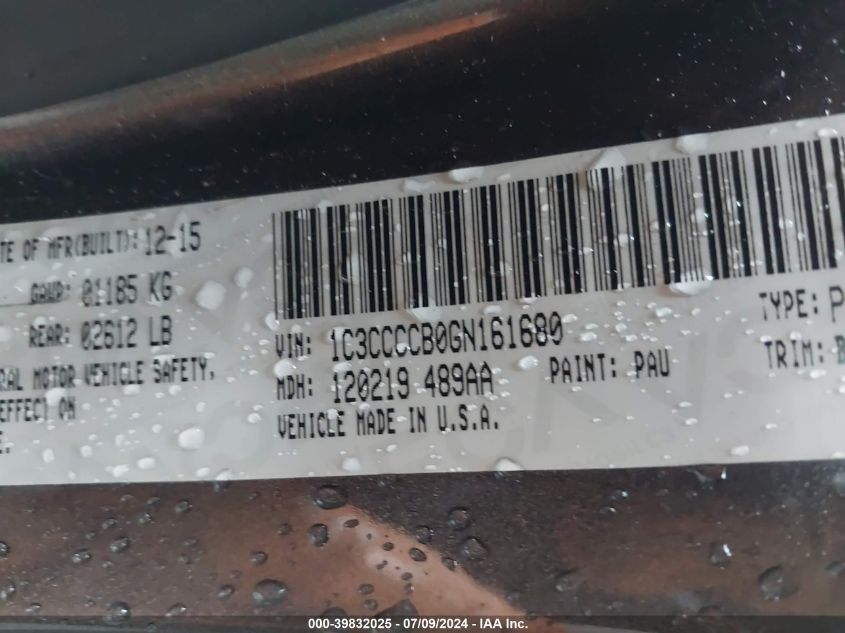 TE OF MFR(BUILT): 12-15
GAWR 01185 KG
REAR: 02612 LB
RAL MOTOR VEHICLE SAFETY,
EFFECT ON
E.
VIN: 1C3CCCCB0GN161680
TYPE: P
MDH: 120219 489AA PAINT: PAU TRIM: B
VEHICLE MADE IN U.S.A.
000-39832025 - 07/09/2024 - IAA Inc.